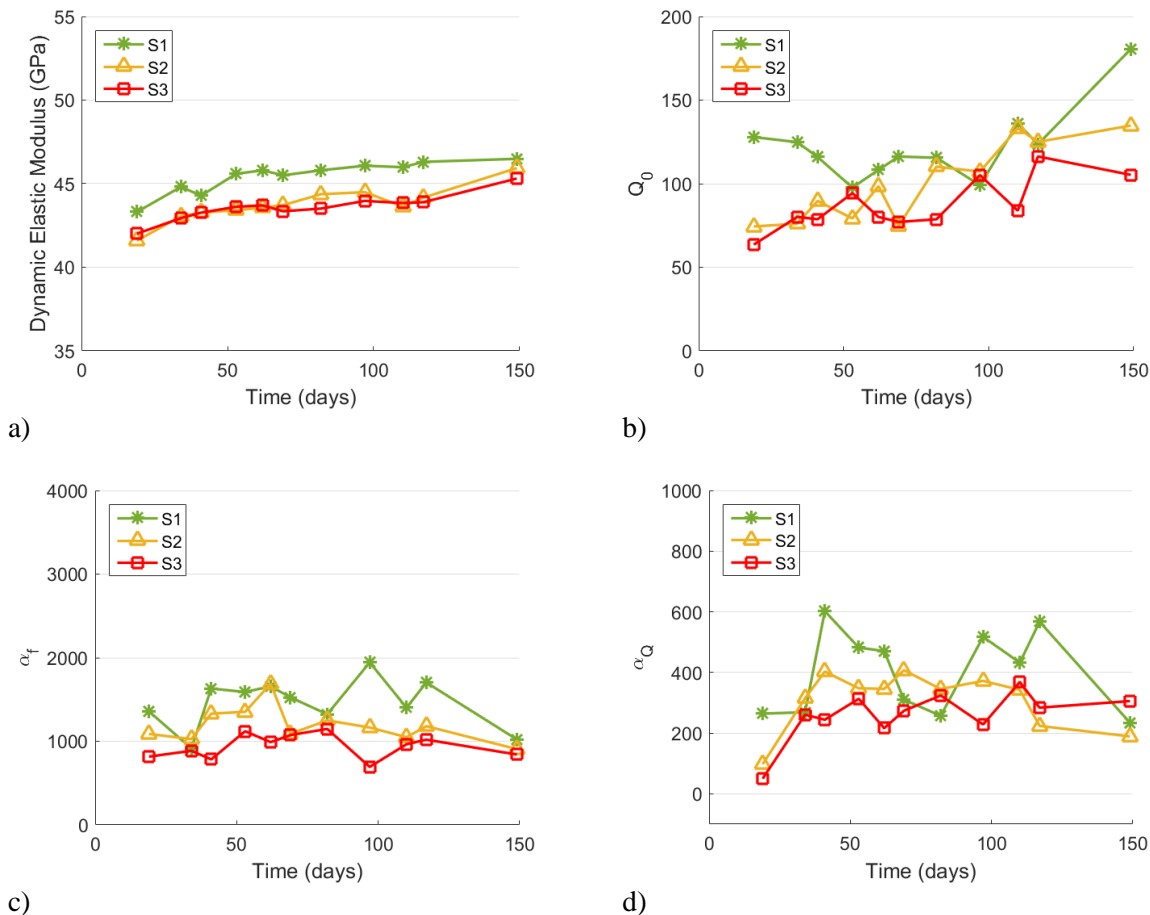 55
50
45
40
35
Dynamic Elastic Modulus (GPa)
S1
S2
S3
0
50
100
150
Time (days)
a)
200
150
100
50
0
Q0
S1
S2
S3
0
50
100
150
Time (days)
b)
4000
3000
2000
1000
0
αf
S1
S2
S3
0
50
100
150
Time (days)
c)
1000
800
600
400
200
0
αQ
S1
S2
S3
0
50
100
150
Time (days)
d)